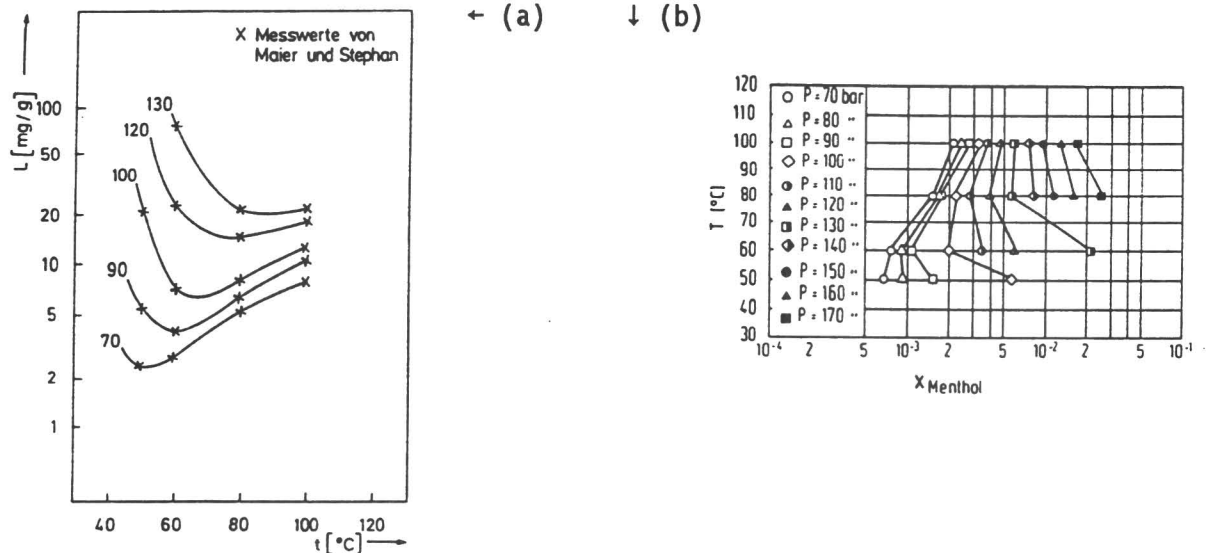 ← (a)
↓ (b)
L [mg/g]
x Messwerte von
Maier und Stephan
130
120
100
90
70
100
50
20
10
5
2
1
40 60 80 100 120
t [°C]
T (°C)
120
110
100
90
80
70
60
50
40
30
○ P = 70 bar
△ P = 80 "
□ P = 90 "
◇ P = 100 "
◑ P = 110 "
▲ P = 120 "
◨ P = 130 "
◈ P = 140 "
● P = 150 "
▲ P = 160 "
■ P = 170 "
10⁻⁴ 2 5 10⁻³ 2 5 10⁻² 2 5 10⁻¹
X Menthol